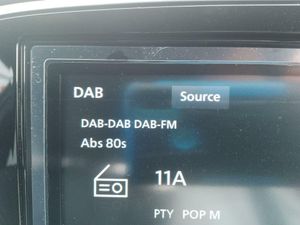 DAB Source
DAB-DAB DAB-FM
Abs 80s
11A
PTY POP M